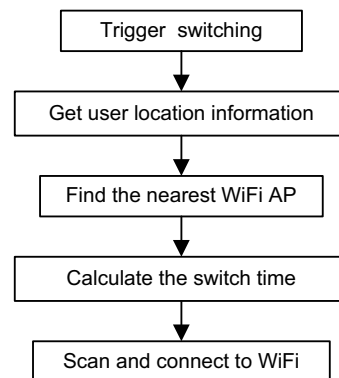 Trigger switching
Get user location information
Find the nearest WiFi AP
Calculate the switch time
Scan and connect to WiFi